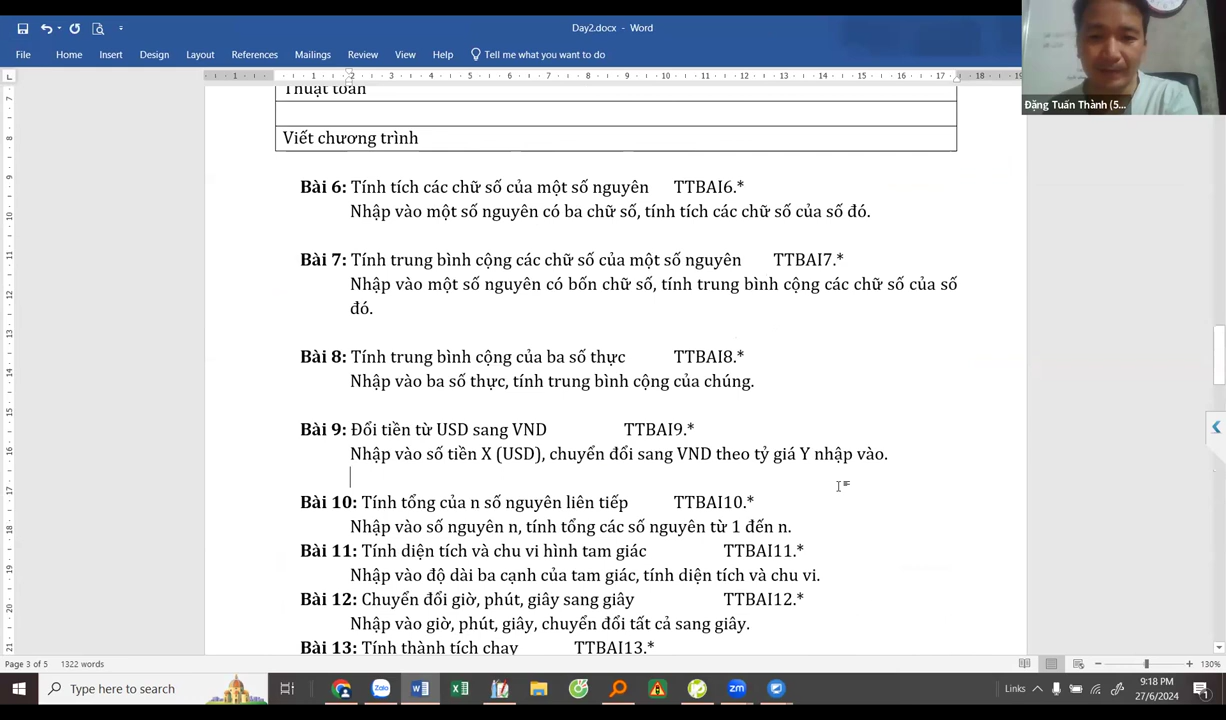 Day2.docx - Word
File Home Insert Design Layout References Mailings Review View Help Tell me what you want to do
Đặng Tuấn Thành (5...
Thuật toán
Viết chương trình
Bài 6: Tính tích các chữ số của một số nguyên TTBAI6.*
Nhập vào một số nguyên có ba chữ số, tính tích các chữ số của số đó.
Bài 7: Tính trung bình cộng các chữ số của một số nguyên TTBAI7.*
Nhập vào một số nguyên có bốn chữ số, tính trung bình cộng các chữ số của số
đó.
Bài 8: Tính trung bình cộng của ba số thực TTBAI8.*
Nhập vào ba số thực, tính trung bình cộng của chúng.
Bài 9: Đổi tiền từ USD sang VND TTBAI9.*
Nhập vào số tiền X (USD), chuyển đổi sang VND theo tỷ giá Y nhập vào.
Bài 10: Tính tổng của n số nguyên liên tiếp TTBAI10.*
Nhập vào số nguyên n, tính tổng các số nguyên từ 1 đến n.
Bài 11: Tính diện tích và chu vi hình tam giác TTBAI11.*
Nhập vào độ dài ba cạnh của tam giác, tính diện tích và chu vi.
Bài 12: Chuyển đổi giờ, phút, giây sang giây TTBAI12.*
Nhập vào giờ, phút, giây, chuyển đổi tất cả sang giây.
Bài 13: Tính thành tích chạy TTBAI13.*
Page 3 of 5 1322 words 130%
Type here to search Links 9:18 PM
27/6/2024